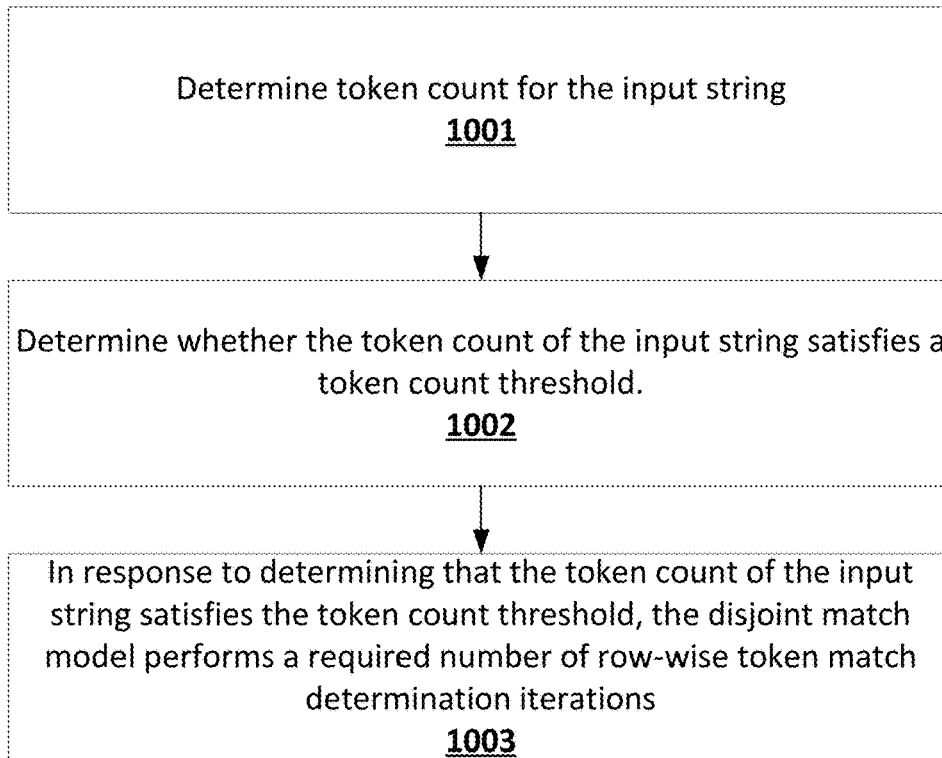 Determine token count for the input string
1001
Determine whether the token count of the input string satisfies a
token count threshold.
1002
In response to determining that the token count of the input
string satisfies the token count threshold, the disjoint match
model performs a required number of row-wise token match
determination iterations
1003